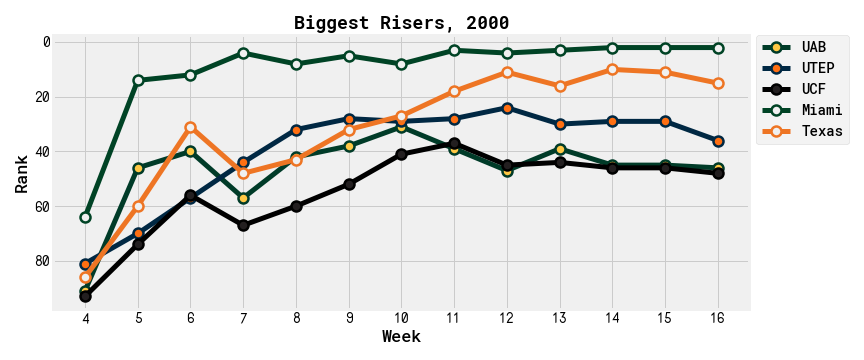 Biggest Risers, 2000
0
20
40
60
80
Rank
4 5 6 7 8 9 10 11 12 13 14 15 16
Week
UAB
UTEP
UCF
Miami
Texas